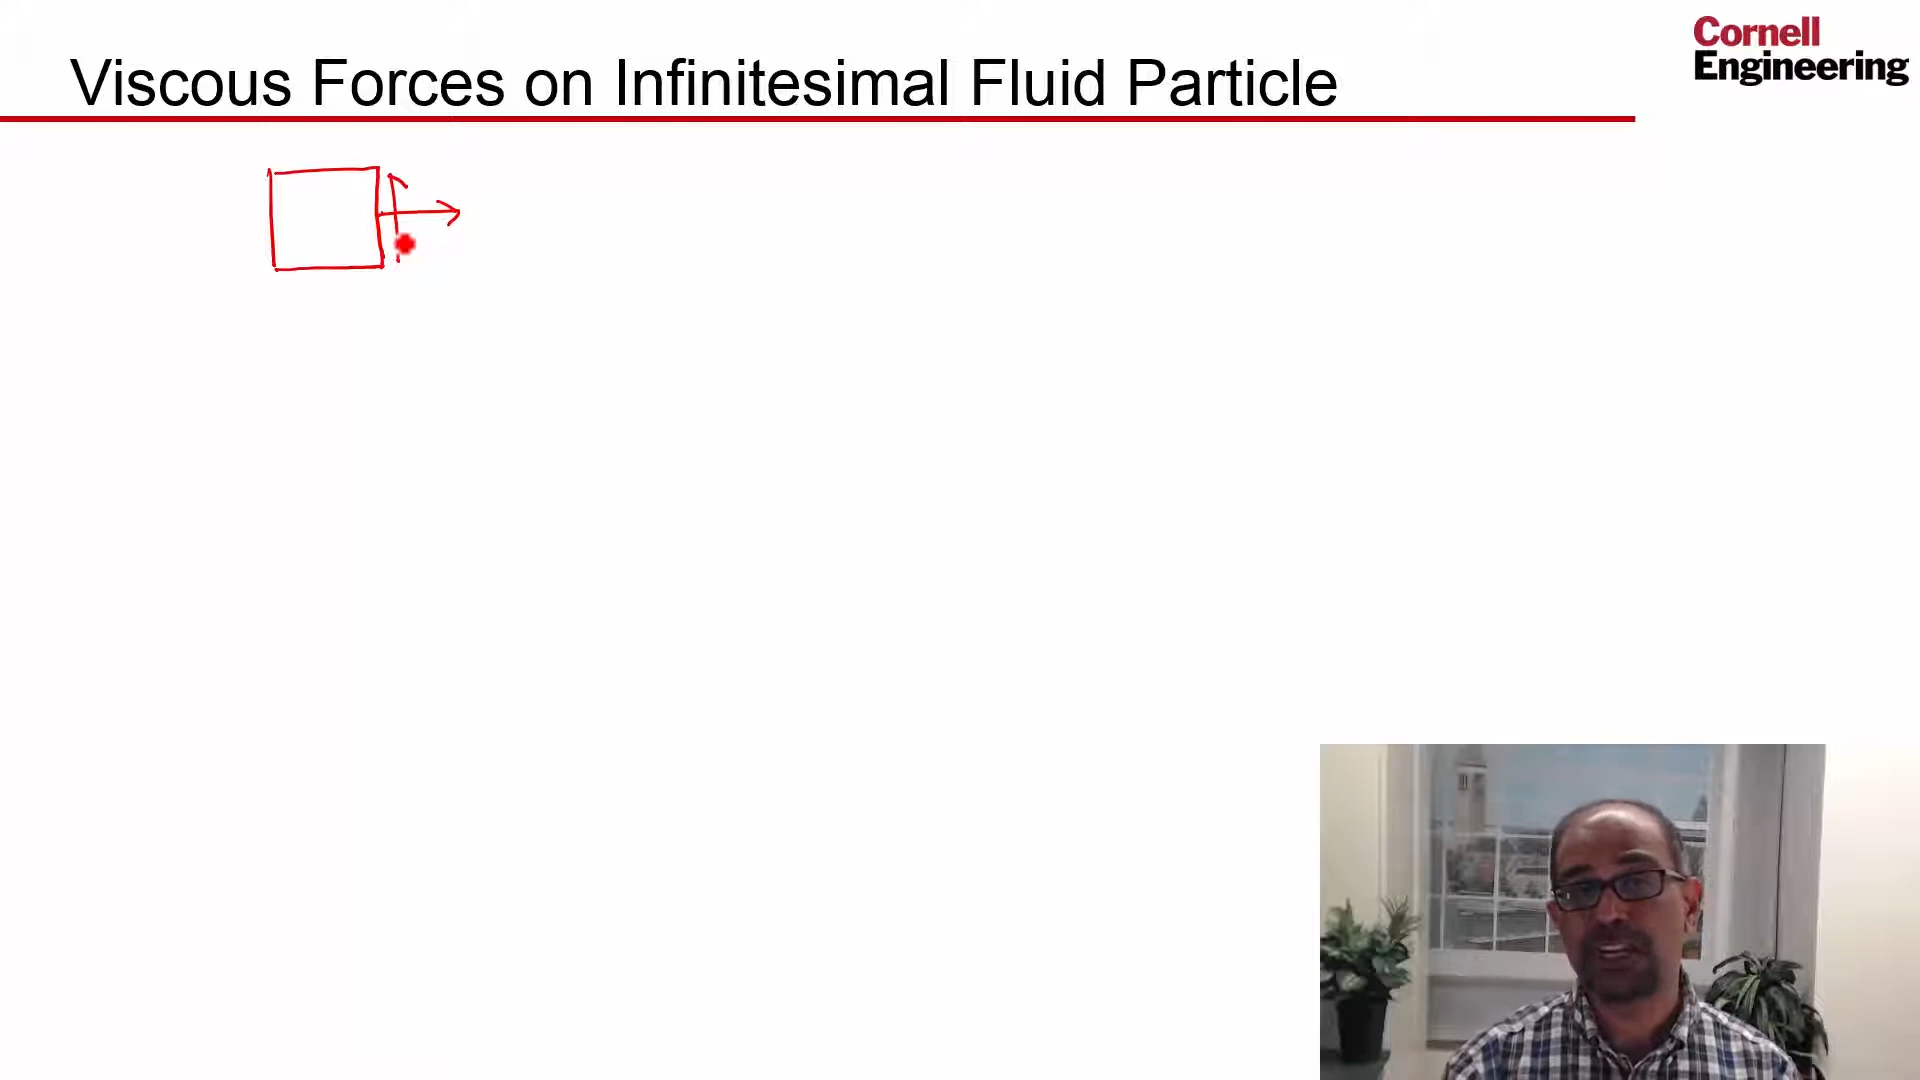 Viscous Forces on Infinitesimal Fluid Particle
Cornell
Engineering